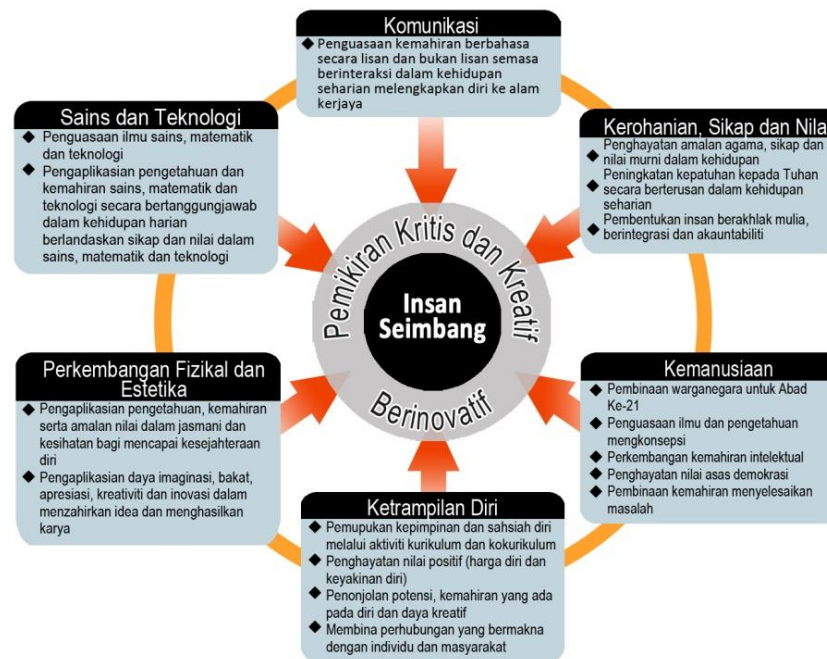 Komunikasi
◆ Penguasaan kemahiran berbahasa
secara lisan dan bukan lisan semasa
berinteraksi dalam kehidupan
seharian melengkapkan diri ke alam
kerjaya
Sains dan Teknologi
◆ Penguasaan ilmu sains, matematik
dan teknologi
◆ Pengaplikasian pengetahuan dan
kemahiran sains, matematik dan
teknologi secara bertanggungjawab
dalam kehidupan harian
berlandaskan sikap dan nilai dalam
sains, matematik dan teknologi
Kerohanian, Sikap dan Nilai
Penghayatan amalan agama, sikap dan
◆ nilai murni dalam kehidupan
Peningkatan kepatuhan kepada Tuhan
◆ secara berterusan dalam kehidupan
seharian
Pembentukan insan berakhlak mulia,
◆ berintegrasi dan akauntabiliti
Pemikiran Kritis dan Kreatif
Insan
Seimbang
Berinovatif
Perkembangan Fizikal dan
Estetika
◆ Pengaplikasian pengetahuan, kemahiran
serta amalan nilai dalam jasmani dan
kesihatan bagi mencapai kesejahteraan
diri
◆ Pengaplikasian daya imaginasi, bakat,
apresiasi, kreativiti dan inovasi dalam
menzahirkan idea dan menghasilkan
karya
Kemanusiaan
◆ Pembinaan warganegara untuk Abad
Ke-21
◆ Penguasaan ilmu dan pengetahuan
mengkonsepsi
◆ Perkembangan kemahiran intelektual
◆ Penghayatan nilai asas demokrasi
◆ Pembinaan kemahiran menyelesaikan
masalah
Ketrampilan Diri
◆ Pemupukan kepimpinan dan sahsiah diri
melalui aktiviti kurikulum dan kokurikulum
◆ Penghayatan nilai positif (harga diri dan
keyakinan diri)
◆ Penonjolan potensi, kemahiran yang ada
pada diri dan daya kreatif
◆ Membina perhubungan yang bermakna
dengan individu dan masyarakat